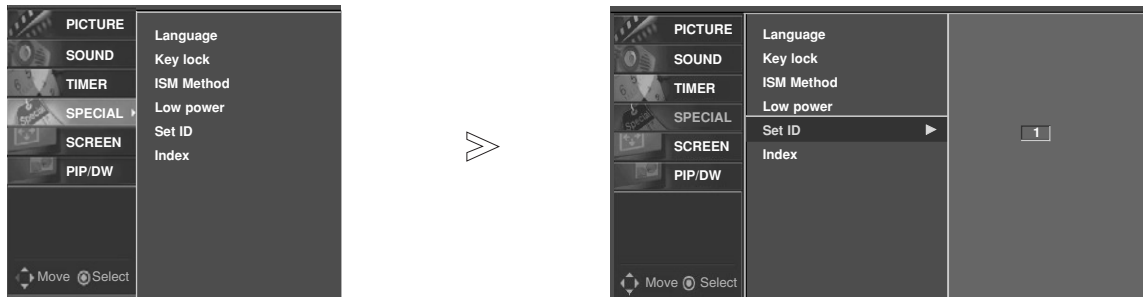 PICTURE
SOUND
TIMER
SPECIAL
SCREEN
PIP/DW
Move Select
Language
Key lock
ISM Method
Low power
Set ID
Index
PICTURE
SOUND
TIMER
SPECIAL
SCREEN
PIP/DW
Move Select
Language
Key lock
ISM Method
Low power
Set ID
Index
1